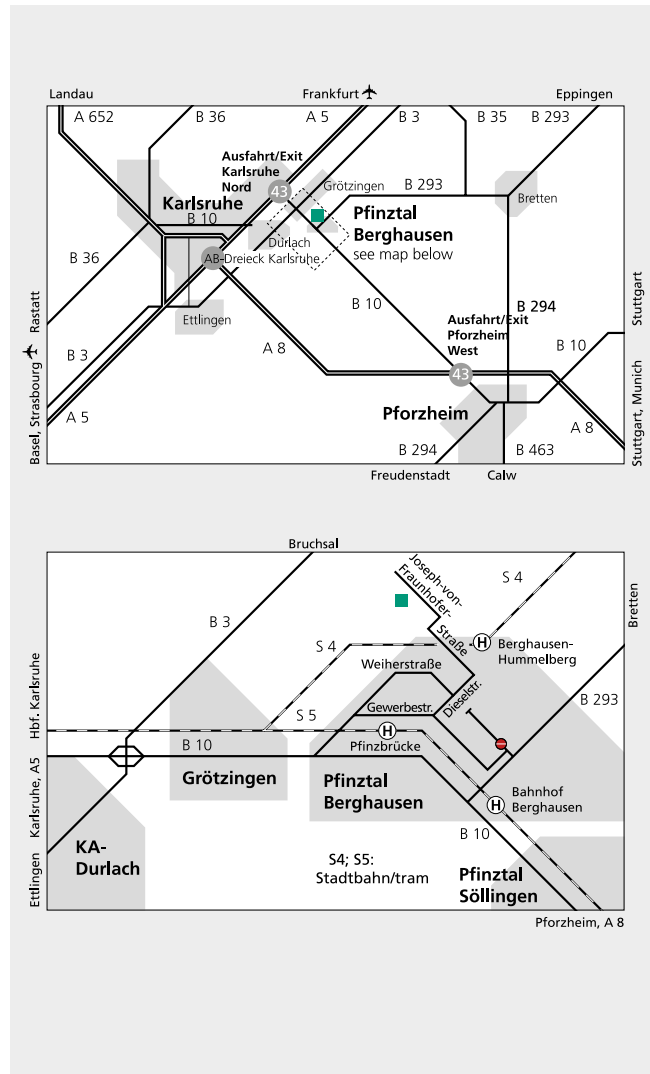 Landau
Frankfurt
Eppingen
A 652
B 36
A 5
B 3
B 35
B 293
Ausfahrt/Exit
Karlsruhe
Nord
43
Grötzingen
B 293
Karlsruhe
B 10
Pfinztal
Berghausen
see map below
Bretten
Durlach
AB-Dreieck Karlsruhe
B 36
Ettlingen
B 10
B 294
Ausfahrt/Exit
Pforzheim
West
43
B 10
Rastatt
Stuttgart
B 3
A 8
A 5
Basel, Strasbourg
Pforzheim
A 8
Stuttgart, Munich
B 294
B 463
Freudenstadt
Calw
Bruchsal
Joseph-von-
Fraunhofer-
Straße
S 4
B 3
Bretten
S 4
H
Berghausen-
Hummelberg
Weiherstraße
Hbf. Karlsruhe
S 5
Gewerbestr.
Dieselstr.
B 293
H
Pfinzbrücke
B 10
Karlsruhe, A5
Grötzingen
Pfinztal
Berghausen
H
Bahnhof
Berghausen
B 10
KA-
Durlach
S4; S5:
Stadtbahn/tram
Pfinztal
Söllingen
Ettlingen
Pforzheim, A 8